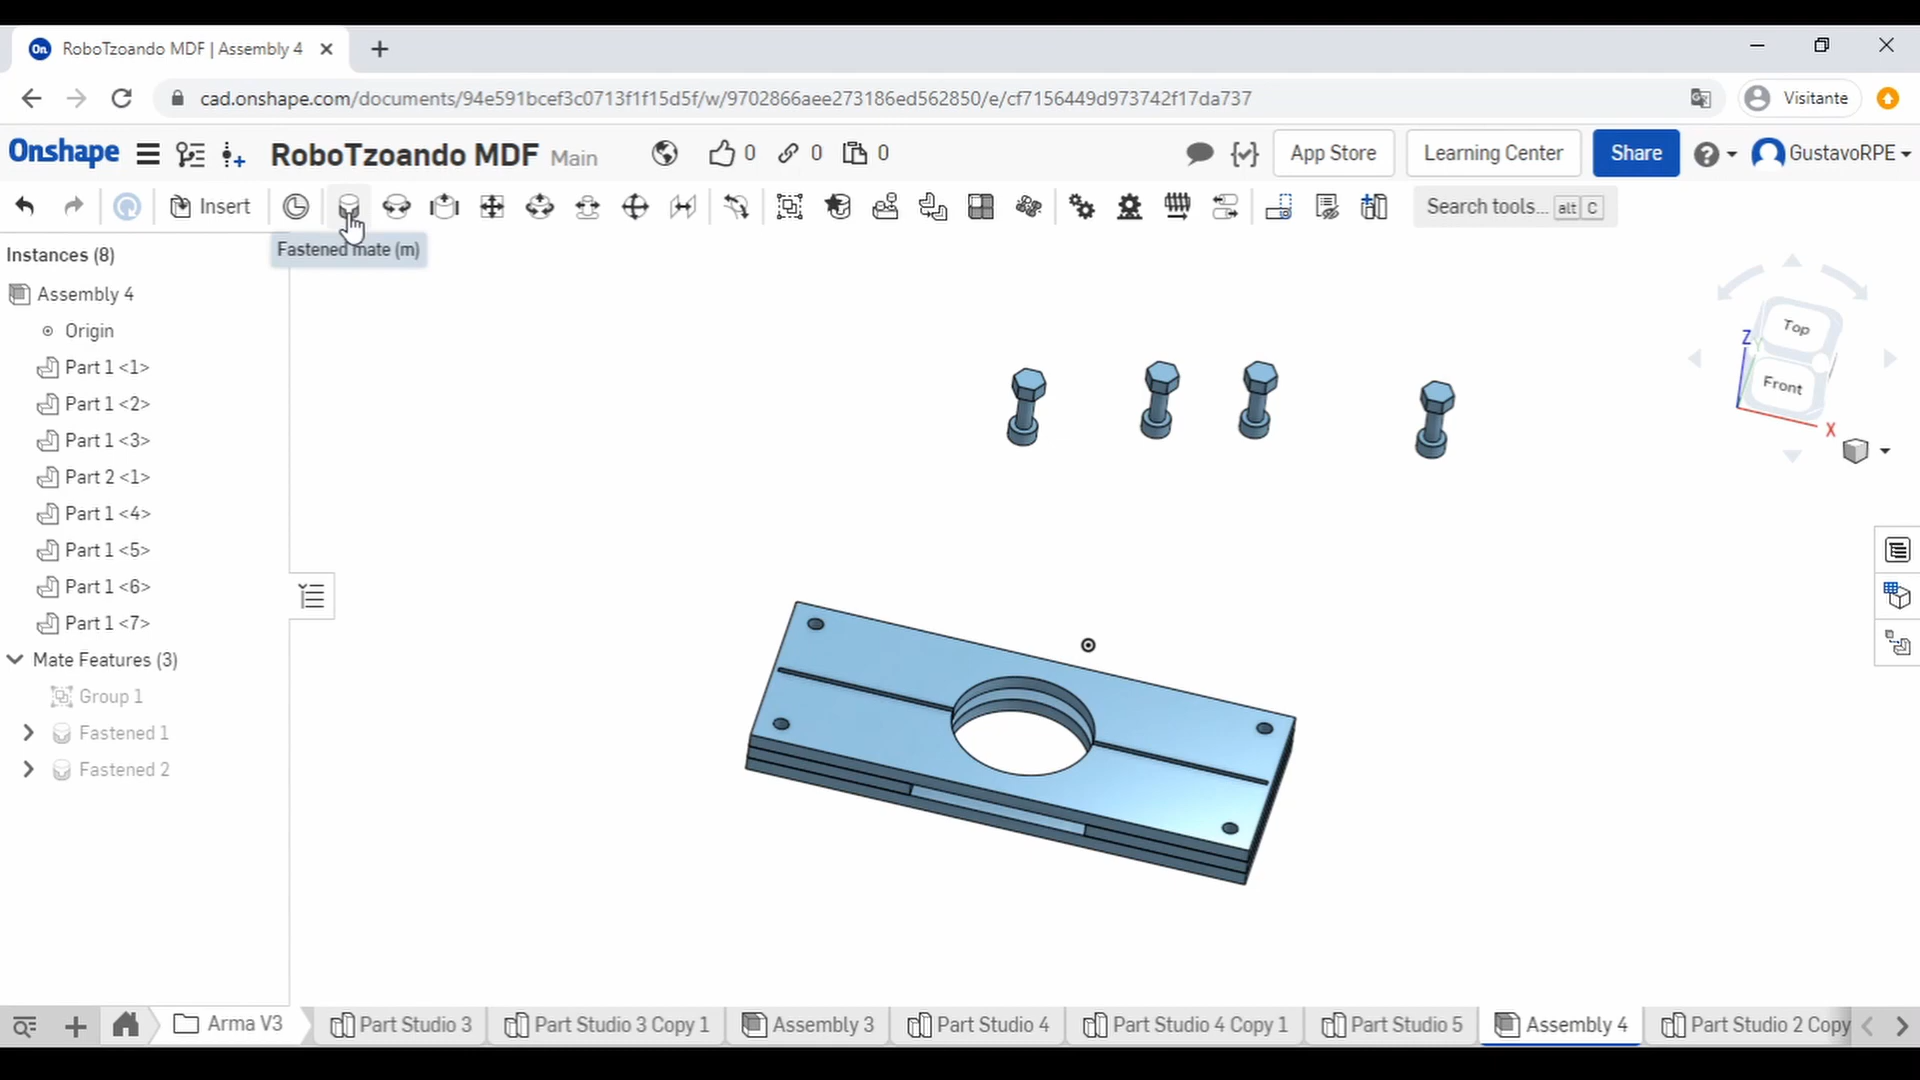 On RoboTzoando MDF | Assembly 4
cad.onshape.com/documents/94e591bcef3c0713f1f15d5f/w/9702866aee273186ed562850/e/cf7156449d973742f17da737
Visitante
Onshape RoboTzoando MDF Main 0 0 0 App Store Learning Center Share GustavoRPE
Insert Search tools... alt C
Fastened mate (m)
Instances (8)
Assembly 4
Origin
Part 1 <1>
Part 1 <2>
Part 1 <3>
Part 2 <1>
Part 1 <4>
Part 1 <5>
Part 1 <6>
Part 1 <7>
Mate Features (3)
Group 1
Fastened 1
Fastened 2
Top
Z
Front
X
Arma V3 Part Studio 3 Part Studio 3 Copy 1 Assembly 3 Part Studio 4 Part Studio 4 Copy 1 Part Studio 5 Assembly 4 Part Studio 2 Copy